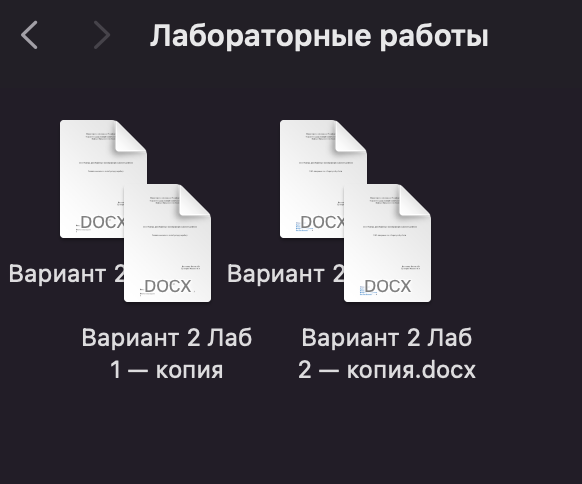 Лабораторные работы
DOCX
DOCX
Вариант 2
Вариант 2
DOCX
DOCX
Вариант 2 Лаб
1 — копия
Вариант 2 Лаб
2 — копия.docx